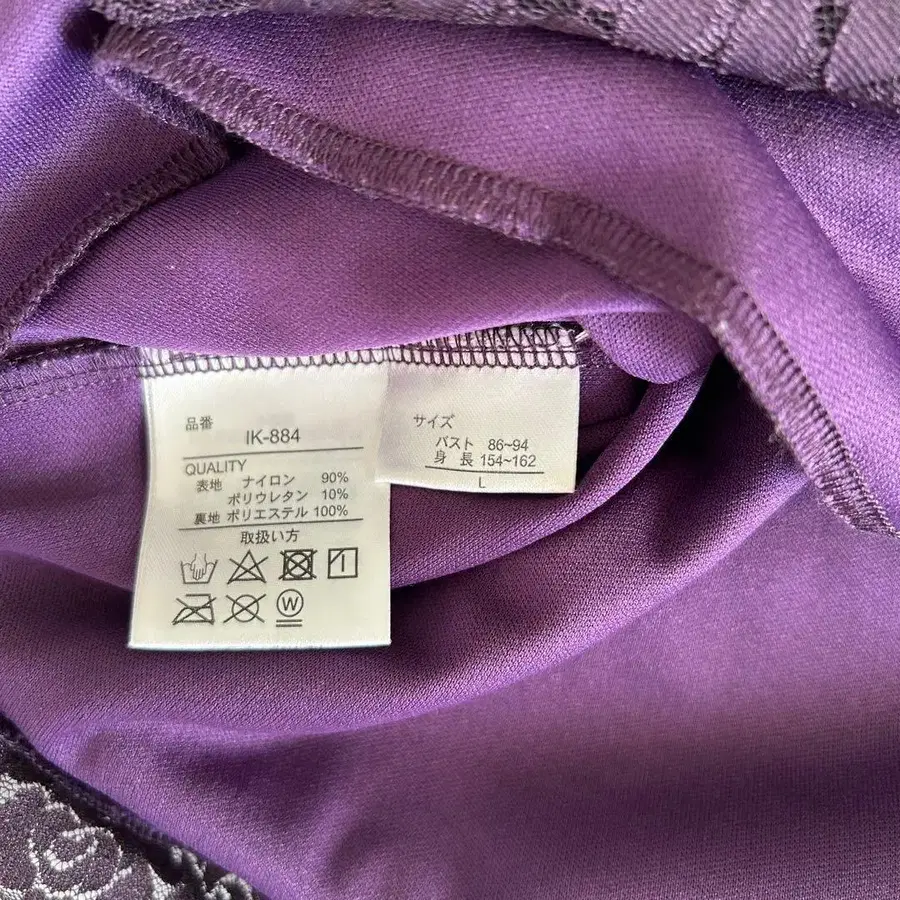 品番
IK-884
QUALITY
表地 ナイロン 90%
ポリウレタン 10%
裏地 ポリエステル 100%
取扱い方
W
サイズ
バスト 86~94
身長 154~162
L